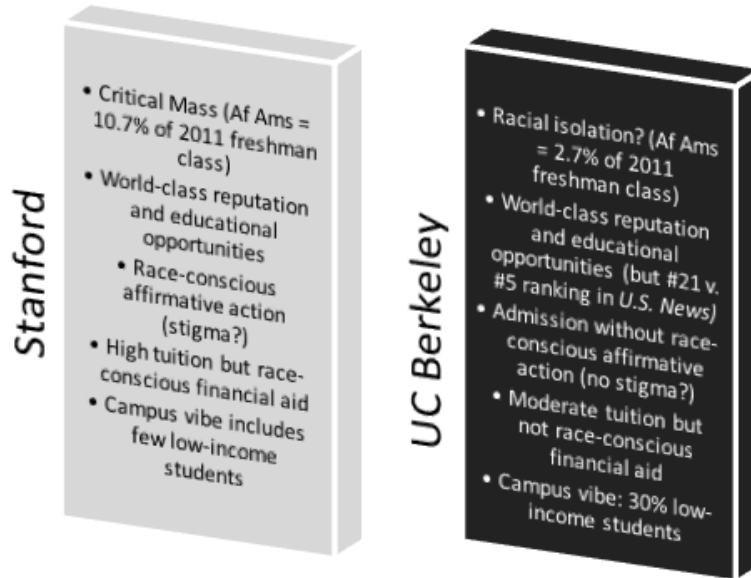 Stanford
• Critical Mass (Af Ams =
10.7% of 2011 freshman
class)
• World-class reputation
and educational
opportunities
• Race-conscious
affirmative action
(stigma?)
• High tuition but race-
conscious financial aid
• Campus vibe includes
few low-income
students
UC Berkeley
• Racial isolation? (Af Ams
= 2.7% of 2011
freshman class)
• World-class reputation
and educational
opportunities (but #21 v.
#5 ranking in U.S. News)
• Admission without race-
conscious affirmative
action (no stigma?)
• Moderate tuition but
not race-conscious
financial aid
• Campus vibe: 30% low-
income students